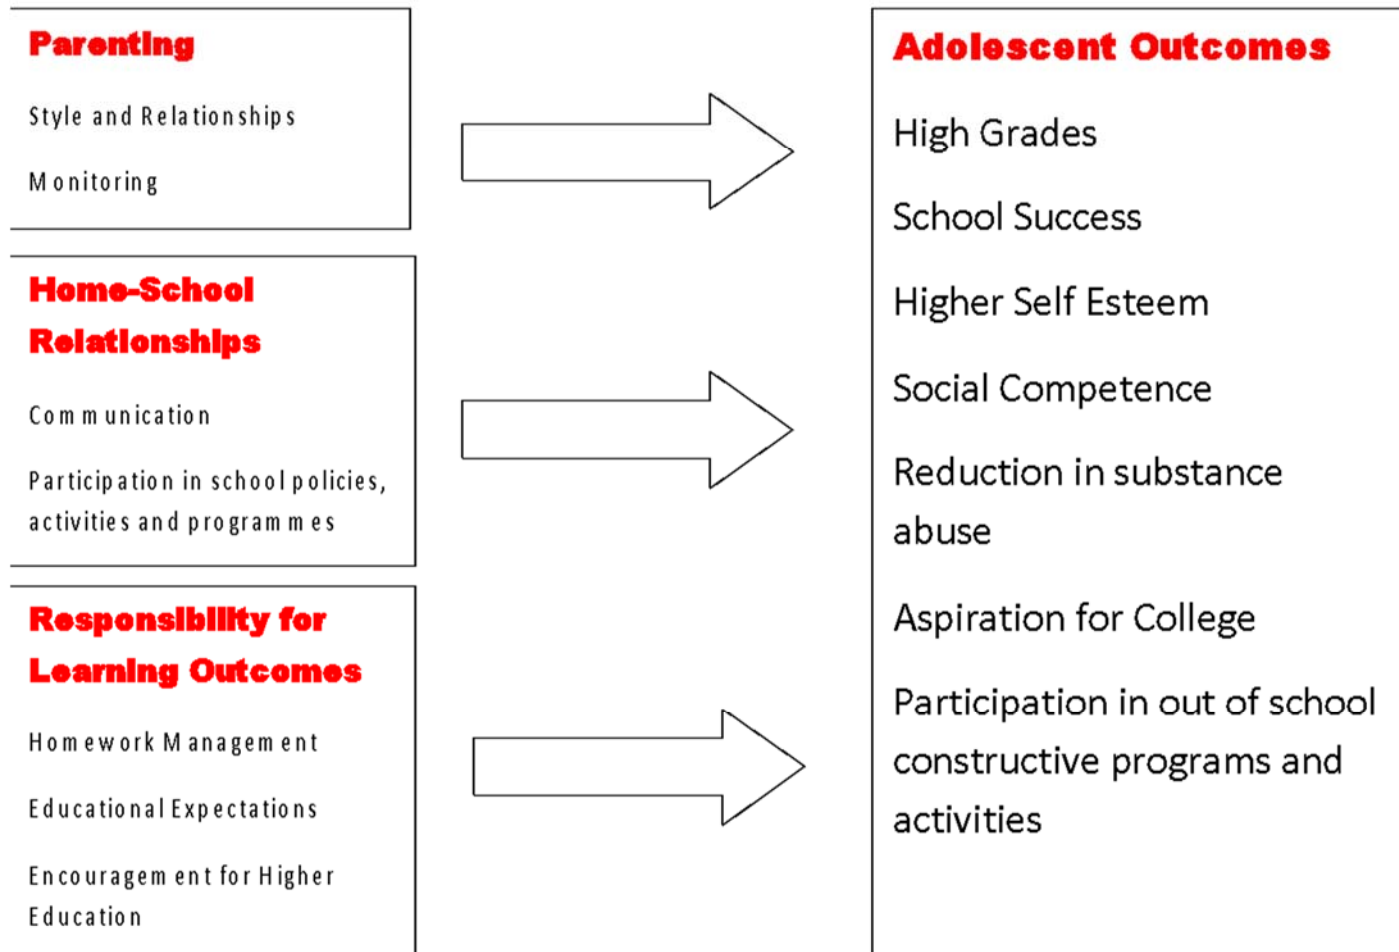 Parenting
Style and Relationships
Monitoring
Home-School
Relationships
Communication
Participation in school policies,
activities and programmes
Responsibility for
Learning Outcomes
Homework Management
Educational Expectations
Encouragement for Higher
Education
Adolescent Outcomes
High Grades
School Success
Higher Self Esteem
Social Competence
Reduction in substance
abuse
Aspiration for College
Participation in out of school
constructive programs and
activities